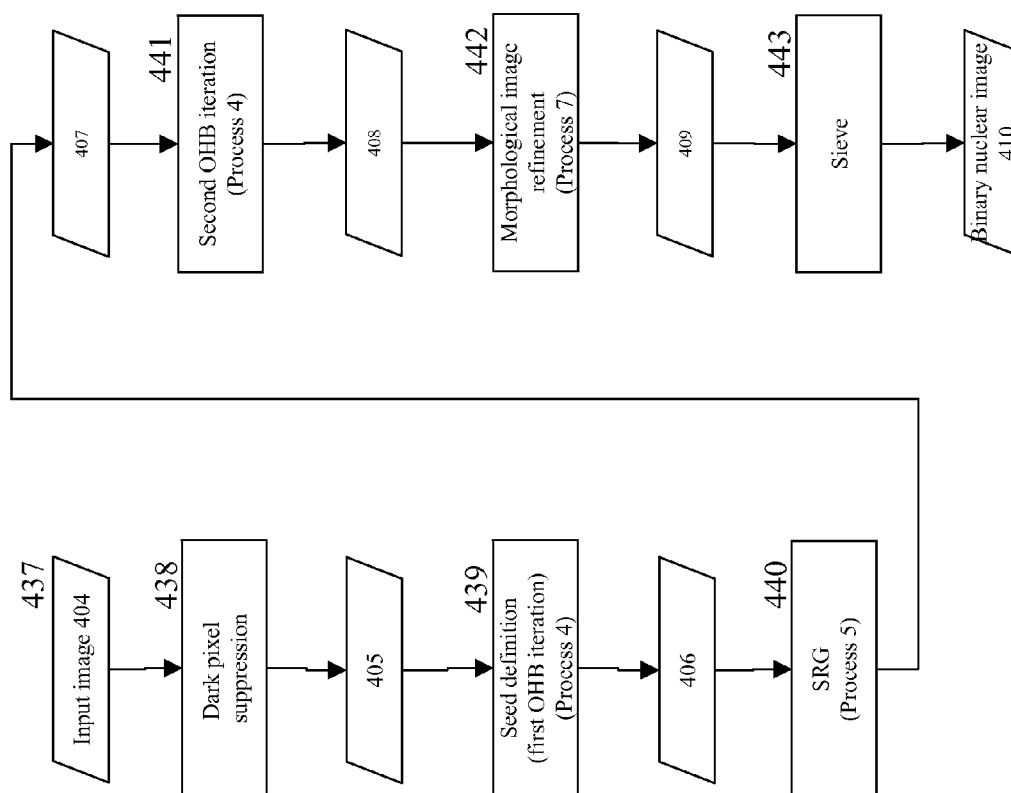 437
Input image 404
438
Dark pixel
suppression
405
439
Seed definition
(first OHB iteration)
(Process 4)
406
440
SRG
(Process 5)
407
441
Second OHB iteration
(Process 4)
408
442
Morphological image
refinement
(Process 7)
409
443
Sieve
Binary nuclear image
410